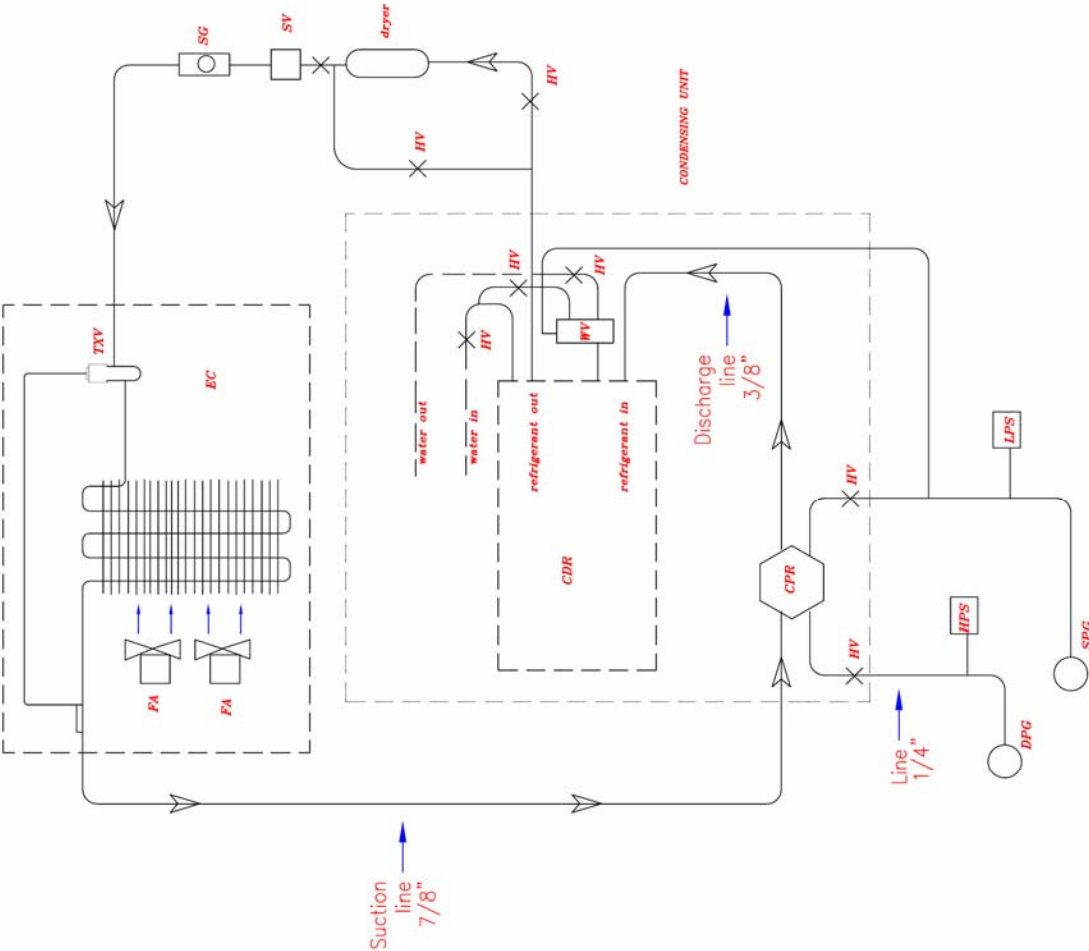 SG
SV
dryer
HV
HV
CONDENSING UNIT
TXV
EC
HV
HV
HV
WV
water out
water in
refrigerant out
refrigerant in
CDR
Discharge
line
3/8"
FA
FA
CPR
HV
LPS
HV
HPS
SPG
DPG
Line
1/4"
Suction
line
7/8"